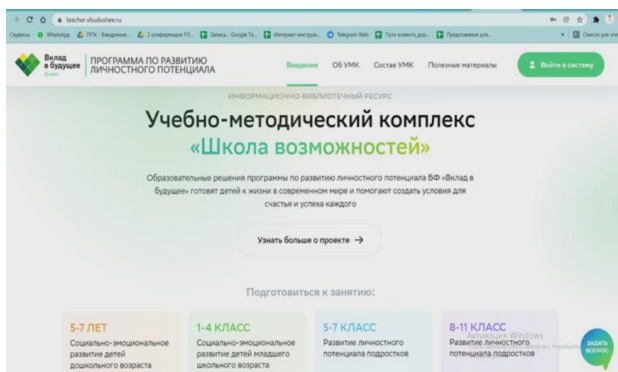 teacher.vbudushee.ru
Сервисы WhatsApp ППК - Внедрение... 2 конференция РЛ... Запись - Google Та... Интернет-инструм... Telegram Web Пути клиента_дор... Предложения для...
Вклад в будущее
ПРОГРАММА ПО РАЗВИТИЮ
ЛИЧНОСТНОГО ПОТЕНЦИАЛА
Введение Об УМК Состав УМК Полезные материалы Войти в систему
ИНФОРМАЦИОННО-БИБЛИОТЕЧНЫЙ РЕСУРС
Учебно-методический комплекс
«Школа возможностей»
Образовательные решения программы по развитию личностного потенциала БФ «Вклад в
будущее» готовят детей к жизни в современном мире и помогают создать условия для
счастья и успеха каждого
Узнать больше о проекте →
Подготовиться к занятию:
5-7 ЛЕТ
Социально-эмоциональное
развитие детей
дошкольного возраста
1-4 КЛАСС
Социально-эмоциональное
развитие детей младшего
школьного возраста
5-7 КЛАСС
Развитие личностного
потенциала подростков
8-11 КЛАСС
Развитие личностного
потенциала подростков
Активация Windows
ЗАДАТЬ
ВОПРОС